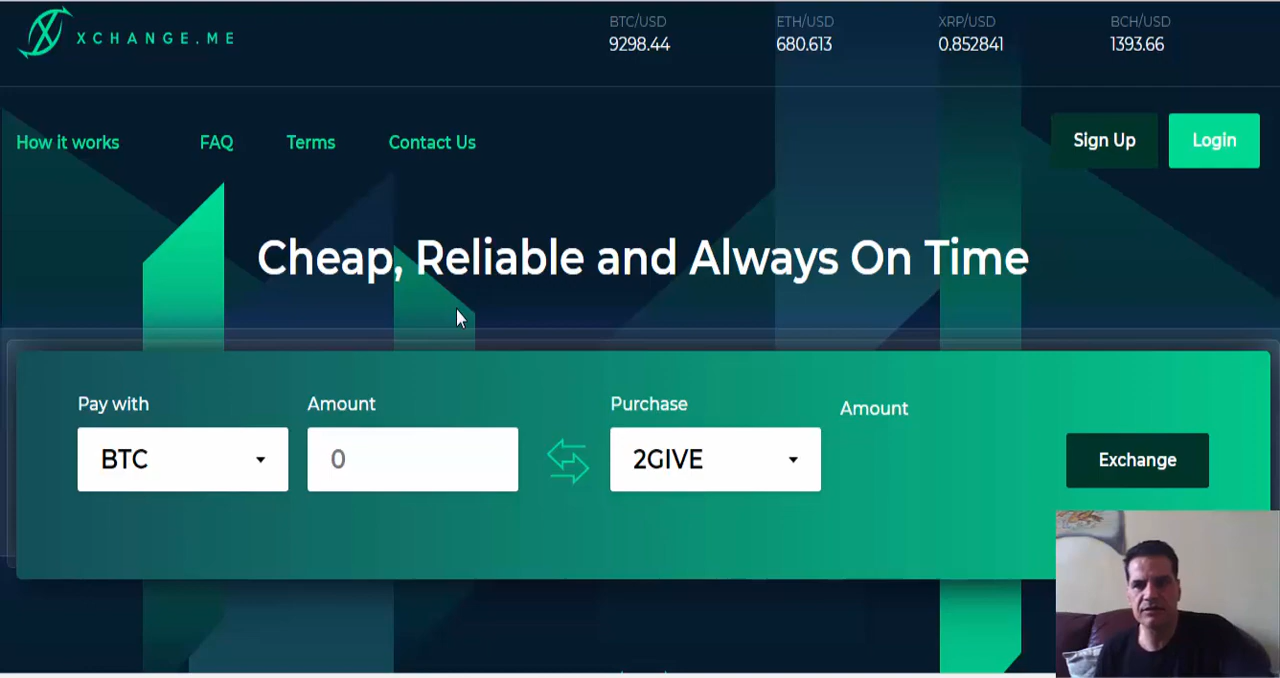 XCHANGE.ME
BTC/USD ETH/USD XRP/USD BCH/USD
9298.44 680.613 0.852841 1393.66
How it works FAQ Terms Contact Us Sign Up Login
Cheap, Reliable and Always On Time
Pay with Amount Purchase Amount
BTC 0 2GIVE Exchange